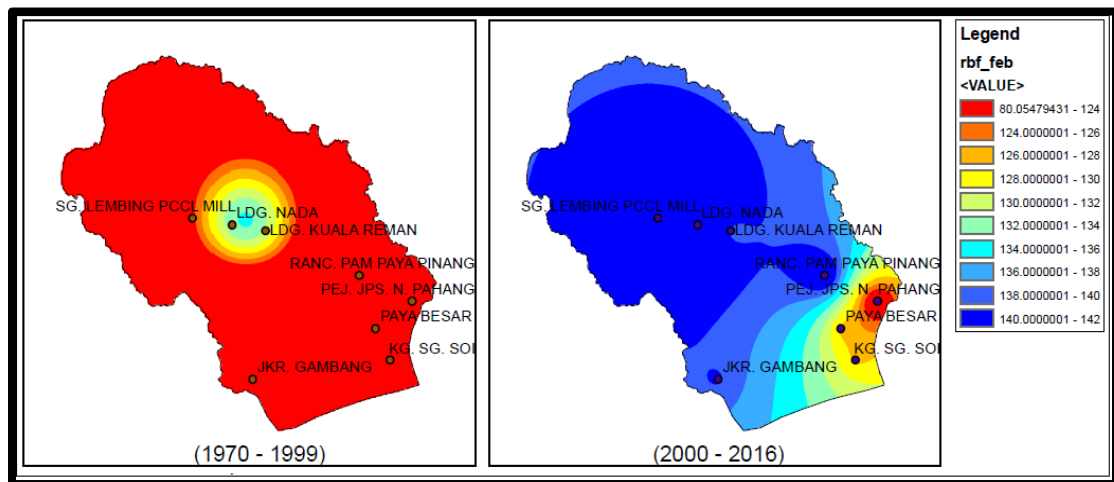 SG. LEMBING PCCL MILL
LDG. NADA
LDG. KUALA REMAN
RANC. PAM PAYA PINANG
PEJ. JPS. N. PAHANG
PAYA BESAR
KG. SG. SOI
JKR. GAMBANG
(1970 - 1999)
SG. LEMBING PCCL MILL
LDG. NADA
LDG. KUALA REMAN
RANC. PAM PAYA PINANG
PEJ. JPS. N. PAHANG
PAYA BESAR
KG. SG. SOI
JKR. GAMBANG
(2000 - 2016)
Legend
rbf_feb
<VALUE>
80.05479431 - 124
124.0000001 - 126
126.0000001 - 128
128.0000001 - 130
130.0000001 - 132
132.0000001 - 134
134.0000001 - 136
136.0000001 - 138
138.0000001 - 140
140.0000001 - 142